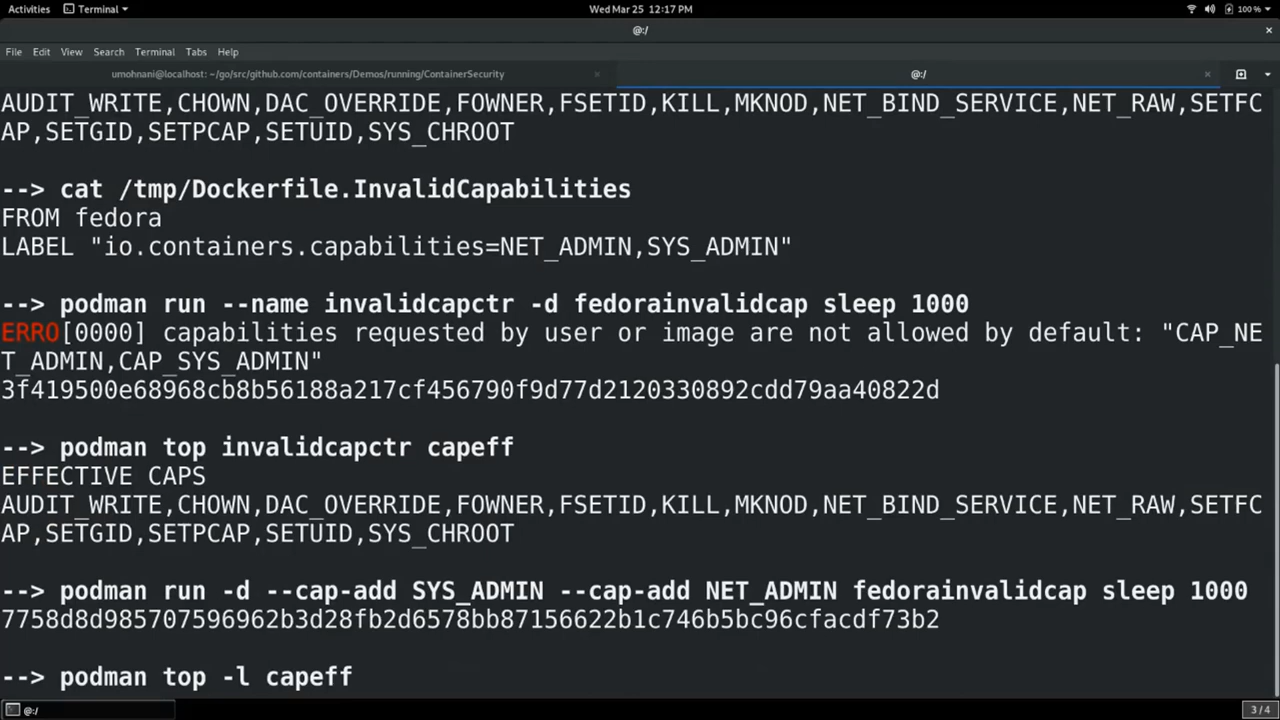 Activities Terminal Wed Mar 25 12:17 PM 100 %
@:/
File Edit View Search Terminal Tabs Help
umohnani@localhost: ~/go/src/github.com/containers/Demos/running/ContainerSecurity @:/
AUDIT_WRITE,CHOWN,DAC_OVERRIDE,FOWNER,FSETID,KILL,MKNOD,NET_BIND_SERVICE,NET_RAW,SETFC
AP,SETGID,SETPCAP,SETUID,SYS_CHROOT
--> cat /tmp/Dockerfile.InvalidCapabilities
FROM fedora
LABEL "io.containers.capabilities=NET_ADMIN,SYS_ADMIN"
--> podman run --name invalidcapctr -d fedorainvalidcap sleep 1000
ERRO[0000] capabilities requested by user or image are not allowed by default: "CAP_NE
T_ADMIN,CAP_SYS_ADMIN"
3f419500e68968cb8b56188a217cf456790f9d77d2120330892cdd79aa40822d
--> podman top invalidcapctr capeff
EFFECTIVE CAPS
AUDIT_WRITE,CHOWN,DAC_OVERRIDE,FOWNER,FSETID,KILL,MKNOD,NET_BIND_SERVICE,NET_RAW,SETFC
AP,SETGID,SETPCAP,SETUID,SYS_CHROOT
--> podman run -d --cap-add SYS_ADMIN --cap-add NET_ADMIN fedorainvalidcap sleep 1000
7758d8d985707596962b3d28fb2d6578bb87156622b1c746b5bc96cfacdf73b2
--> podman top -l capeff
@:/ 3 / 4